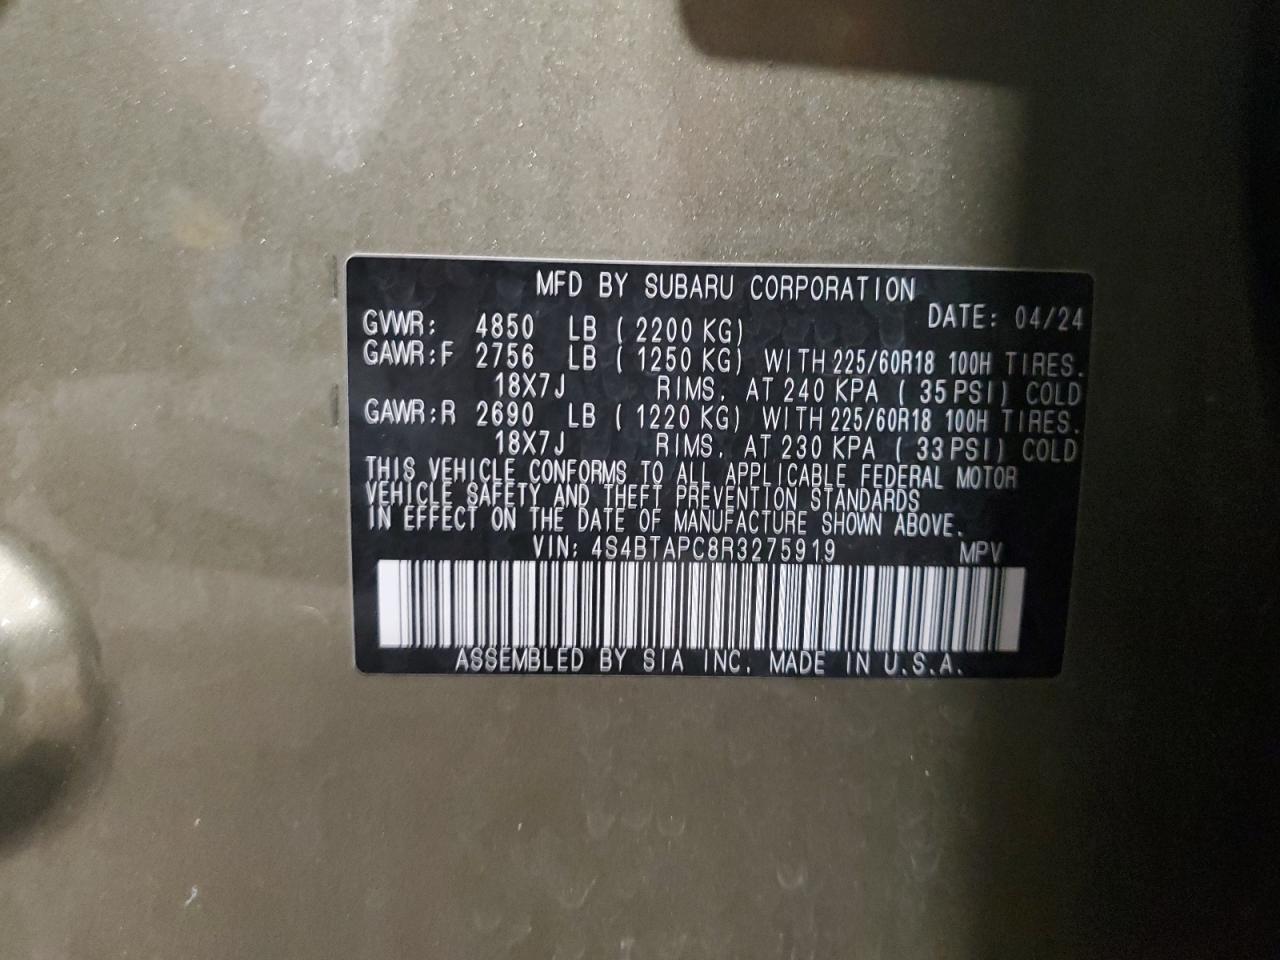 MFD BY SUBARU CORPORATION
DATE: 04/24
GVWR: 4850 LB ( 2200 KG)
GAWR:F 2756 LB ( 1250 KG) WITH 225/60R18 100H TIRES.
18X7J RIMS. AT 240 KPA ( 35 PSI) COLD
GAWR:R 2690 LB ( 1220 KG) WITH 225/60R18 100H TIRES.
18X7J RIMS. AT 230 KPA ( 33 PSI) COLD
THIS VEHICLE CONFORMS TO ALL APPLICABLE FEDERAL MOTOR
VEHICLE SAFETY AND THEFT PREVENTION STANDARDS
IN EFFECT ON THE DATE OF MANUFACTURE SHOWN ABOVE.
VIN: 4S4BTAPC8R3275919 MPV
ASSEMBLED BY SIA INC. MADE IN U.S.A.